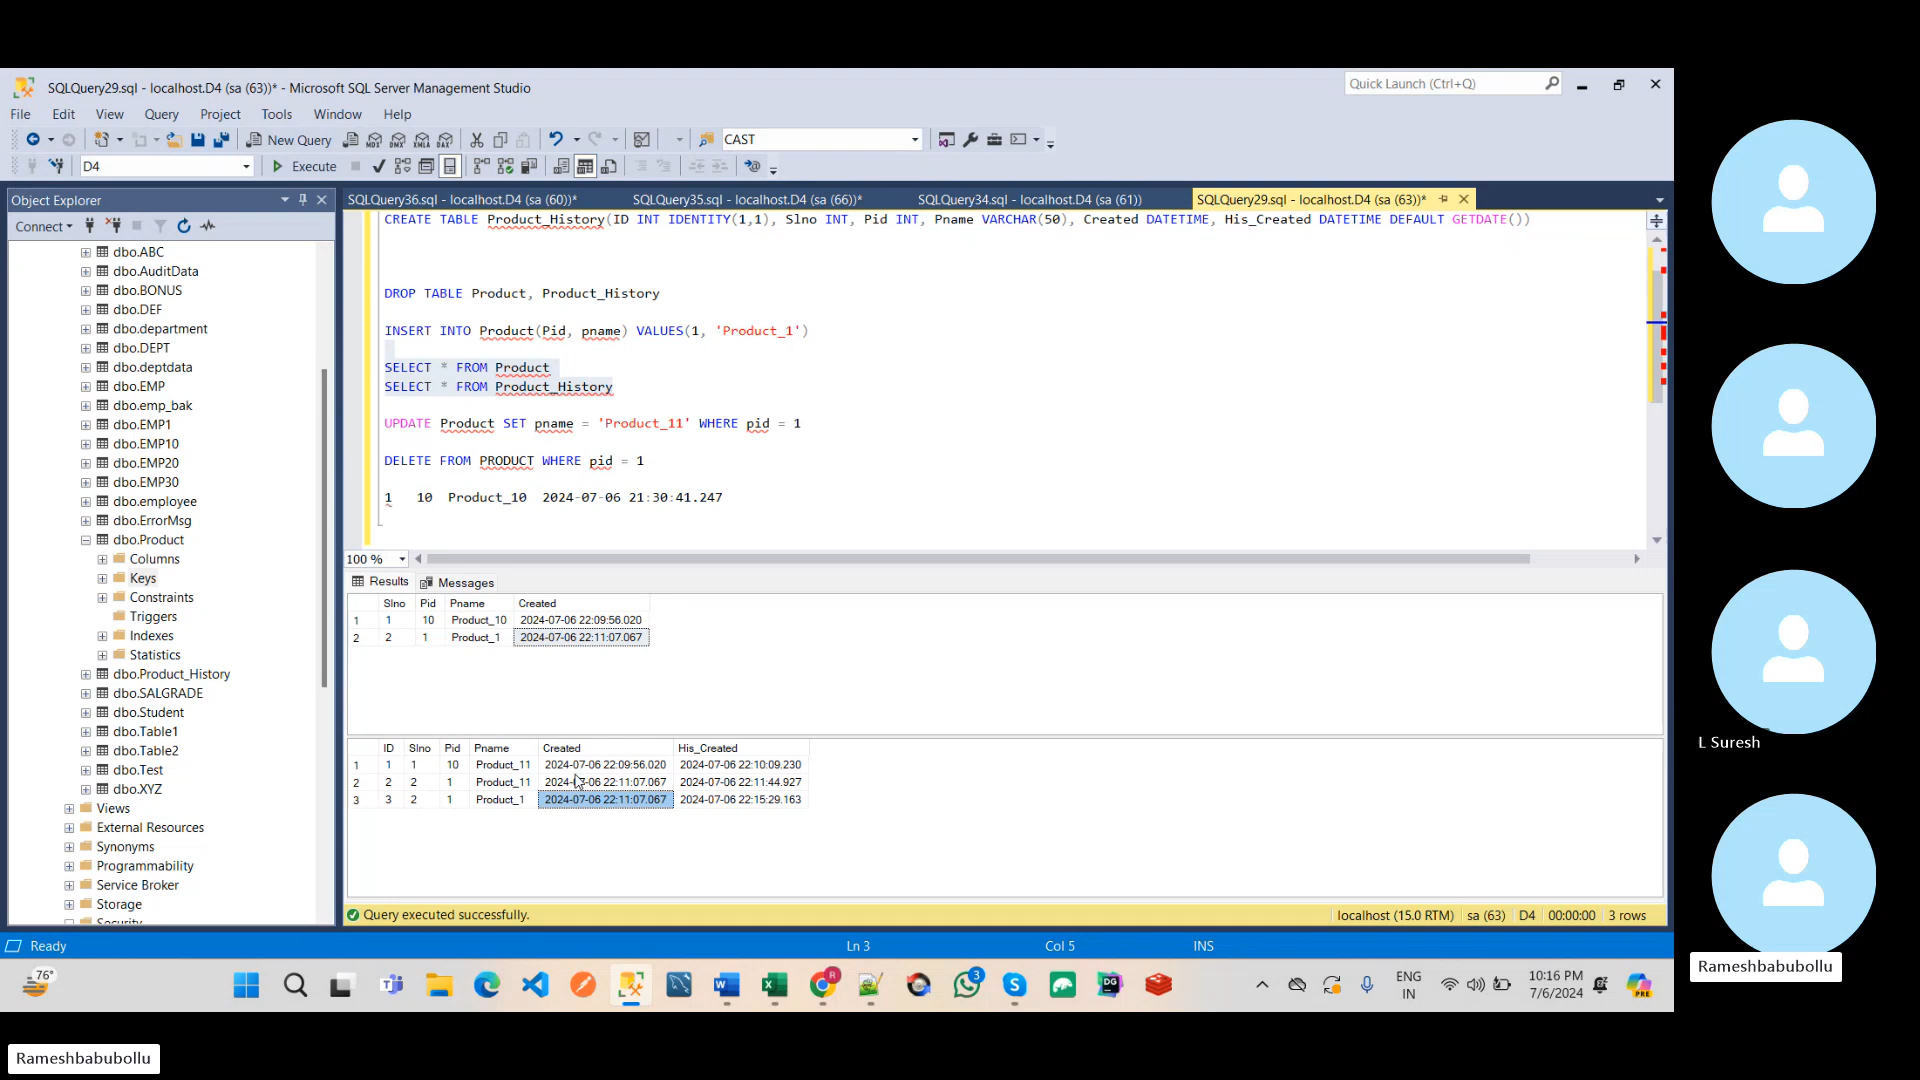 SQLQuery29.sql - localhost.D4 (sa (63))* - Microsoft SQL Server Management Studio
Quick Launch (Ctrl+Q)
File Edit View Query Project Tools Window Help
New Query
CAST
D4
Execute
Object Explorer
SQLQuery36.sql - localhost.D4 (sa (60))*
SQLQuery35.sql - localhost.D4 (sa (66))*
SQLQuery34.sql - localhost.D4 (sa (61))
SQLQuery29.sql - localhost.D4 (sa (63))*
Connect
dbo.ABC
dbo.AuditData
dbo.BONUS
dbo.DEF
dbo.department
dbo.DEPT
dbo.deptdata
dbo.EMP
dbo.emp_bak
dbo.EMP1
dbo.EMP10
dbo.EMP20
dbo.EMP30
dbo.employee
dbo.ErrorMsg
dbo.Product
Columns
Keys
Constraints
Triggers
Indexes
Statistics
dbo.Product_History
dbo.SALGRADE
dbo.Student
dbo.Table1
dbo.Table2
dbo.Test
dbo.XYZ
Views
External Resources
Synonyms
Programmability
Service Broker
Storage
Security
CREATE TABLE Product_History(ID INT IDENTITY(1,1), Slno INT, Pid INT, Pname VARCHAR(50), Created DATETIME, His_Created DATETIME DEFAULT GETDATE())
DROP TABLE Product, Product_History
INSERT INTO Product(Pid, pname) VALUES(1, 'Product_1')
SELECT * FROM Product
SELECT * FROM Product_History
UPDATE Product SET pname = 'Product_11' WHERE pid = 1
DELETE FROM PRODUCT WHERE pid = 1
1 10 Product_10 2024-07-06 21:30:41.247
100 %
Results Messages
Slno Pid Pname Created
1 1 10 Product_10 2024-07-06 22:09:56.020
2 2 1 Product_1 2024-07-06 22:11:07.067
ID Slno Pid Pname Created His_Created
1 1 1 10 Product_11 2024-07-06 22:09:56.020 2024-07-06 22:10:09.230
2 2 2 1 Product_11 2024-07-06 22:11:07.067 2024-07-06 22:11:44.927
3 3 2 1 Product_1 2024-07-06 22:11:07.067 2024-07-06 22:15:29.163
Query executed successfully.
localhost (15.0 RTM) sa (63) D4 00:00:00 3 rows
Ready
Ln 3 Col 5 INS
76°
R
3
DG
ENG
IN
10:16 PM
7/6/2024
PRE
L Suresh
Rameshbabubollu
Rameshbabubollu